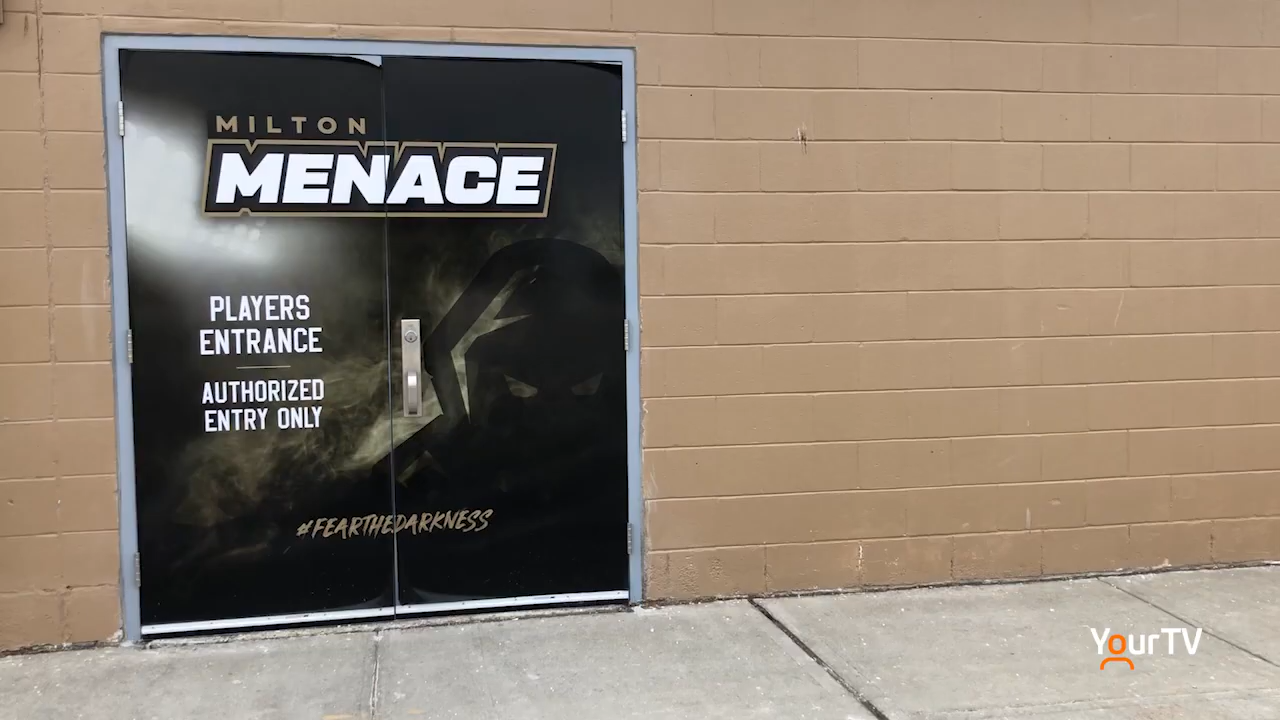 MILTON
MENACE
PLAYERS
ENTRANCE
AUTHORIZED
ENTRY ONLY
#FEARTHEDARKNESS
YourTV